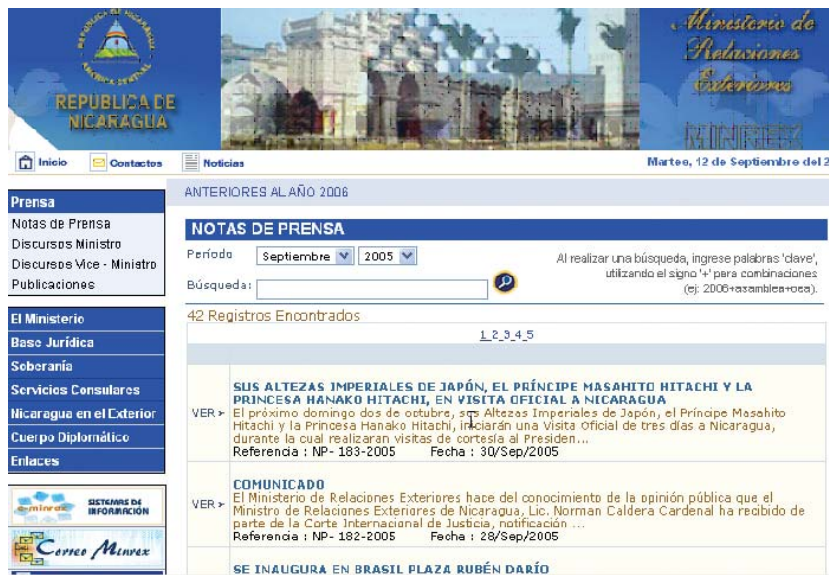 REPUBLICA DE NICARAGUA
AMERICA CENTRAL
REPUBLICA DE
NICARAGUA
Ministerio de
Relaciones
Exteriores
MINREX
Inicio
Contactos
Noticias
Martes, 12 de Septiembre del 2
Prensa
Notas de Prensa
Discursos Ministro
Discursos Vice - Ministro
Publicaciones
El Ministerio
Base Jurídica
Soberanía
Servicios Consulares
Nicaragua en el Exterior
Cuerpo Diplomático
Enlaces
e-minrex
SISTEMAS DE
INFORMACIÓN
Correo Minrex
ANTERIORES AL AÑO 2006
NOTAS DE PRENSA
Período
Septiembre
2005
Búsqueda:
Al realizar una búsqueda, ingrese palabras 'clave',
utilizando el signo '+' para combinaciones
(ej: 2006+asamblea+oea).
42 Registros Encontrados
1 2 3 4 5
SUS ALTEZAS IMPERIALES DE JAPÓN, EL PRÍNCIPE MASAHITO HITACHI Y LA
PRINCESA HANAKO HITACHI, EN VISITA OFICIAL A NICARAGUA
VER El próximo domingo dos de octubre, sus Altezas Imperiales de Japón, el Príncipe Masahito
Hitachi y la Princesa Hanako Hitachi, iniciarán una Visita Oficial de tres días a Nicaragua,
durante la cual realizaran visitas de cortesía al Presiden...
Referencia : NP- 183-2005 Fecha : 30/Sep/2005
COMUNICADO
El Ministerio de Relaciones Exteriores hace del conocimiento de la opinión pública que el
VER Ministro de Relaciones Exteriores de Nicaragua, Lic. Norman Caldera Cardenal ha recibido de
parte de la Corte Internacional de Justicia, notificación ...
Referencia : NP- 182-2005 Fecha : 28/Sep/2005
SE INAUGURA EN BRASIL PLAZA RUBÉN DARÍO